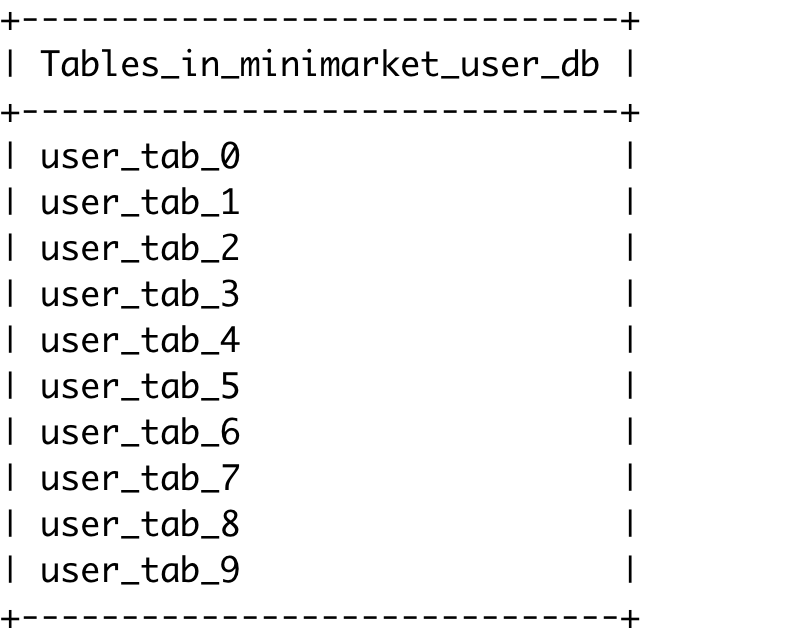 +------------------------------+
| Tables_in_minimarket_user_db |
+------------------------------+
| user_tab_0                   |
| user_tab_1                   |
| user_tab_2                   |
| user_tab_3                   |
| user_tab_4                   |
| user_tab_5                   |
| user_tab_6                   |
| user_tab_7                   |
| user_tab_8                   |
| user_tab_9                   |
+------------------------------+